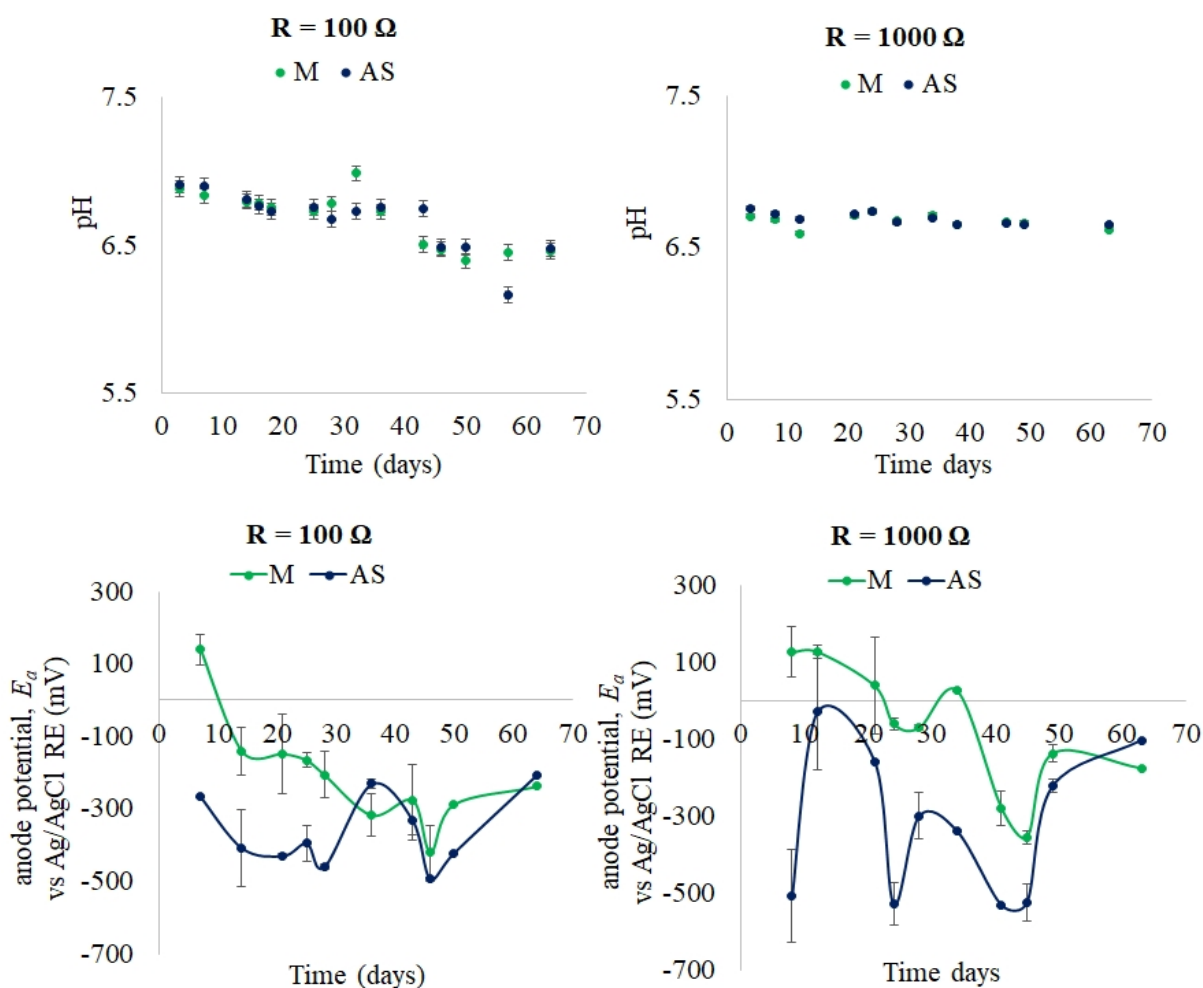 R = 100 Ω
M AS
7.5
6.5
5.5
pH
0 10 20 30 40 50 60 70
Time (days)
R = 1000 Ω
M AS
7.5
6.5
5.5
pH
0 10 20 30 40 50 60 70
Time days
R = 100 Ω
M AS
300
100
-100
-300
-500
-700
anode potential, Ea
vs Ag/AgCl RE (mV)
0 10 20 30 40 50 60 70
Time (days)
R = 1000 Ω
M AS
300
100
-100
-300
-500
-700
anode potential, Ea
vs Ag/AgCl RE (mV)
0 10 20 30 40 50 60 70
Time days